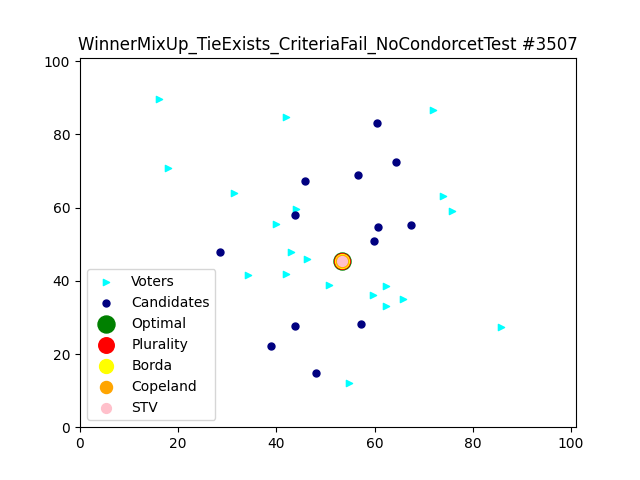 WinnerMixUp_TieExists_CriteriaFail_NoCondorcetTest #3507
100
80
60
40
20
0
Voters
Candidates
Optimal
Plurality
Borda
Copeland
STV
0 20 40 60 80 100